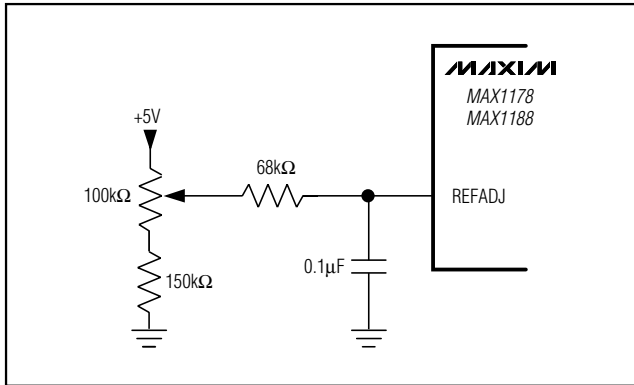 MAXIM
MAX1178
MAX1188
+5V
68kΩ
100kΩ
REFADJ
0.1μF
150kΩ